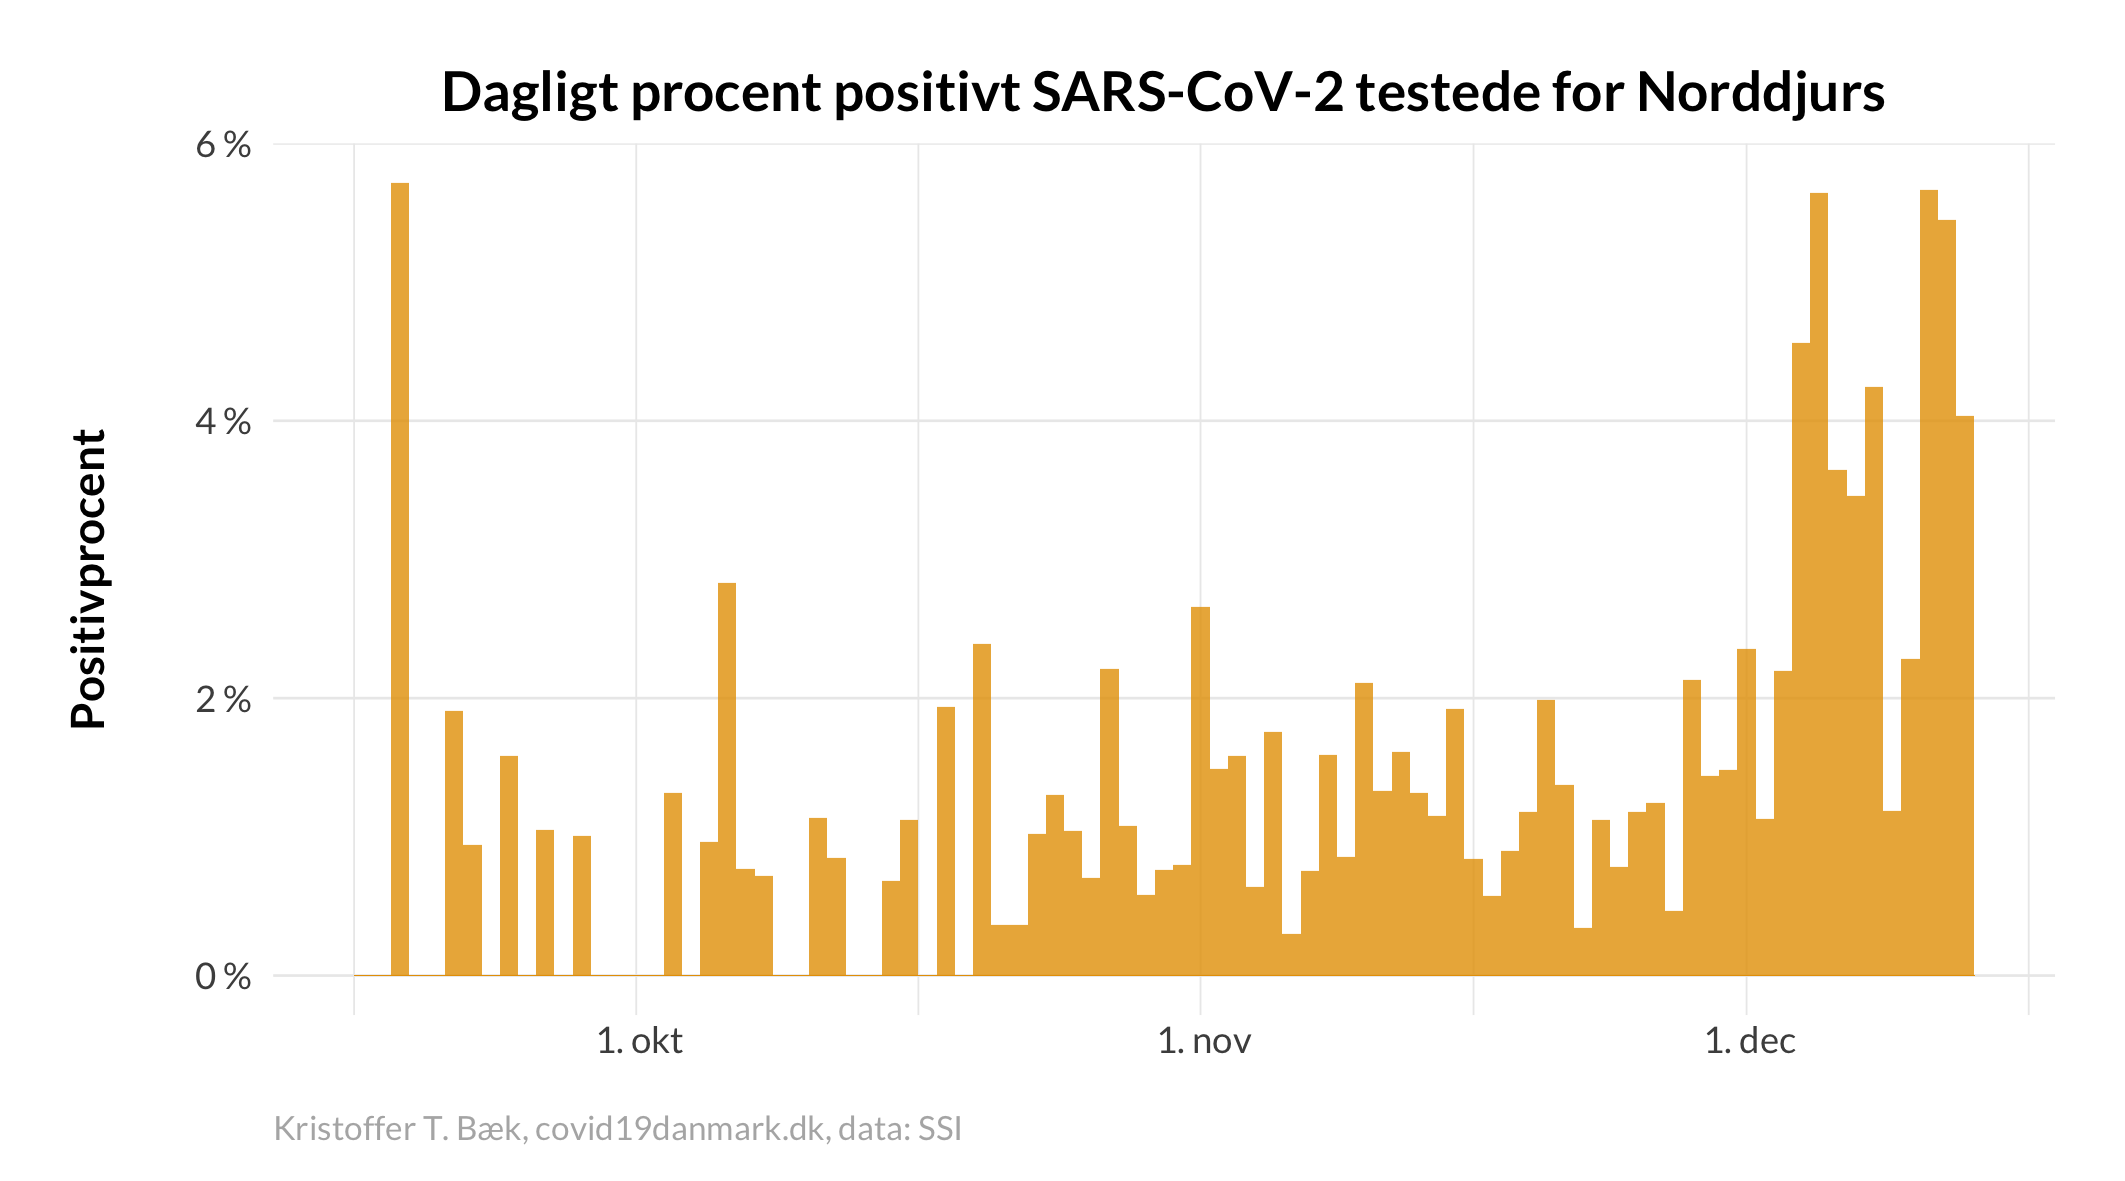 Dagligt procent positivt SARS-CoV-2 testede for Norddjurs
6 %
4 %
2 %
0 %
Positivprocent
1. okt
1. nov
1. dec
Kristoffer T. Bæk, covid19danmark.dk, data: SSI